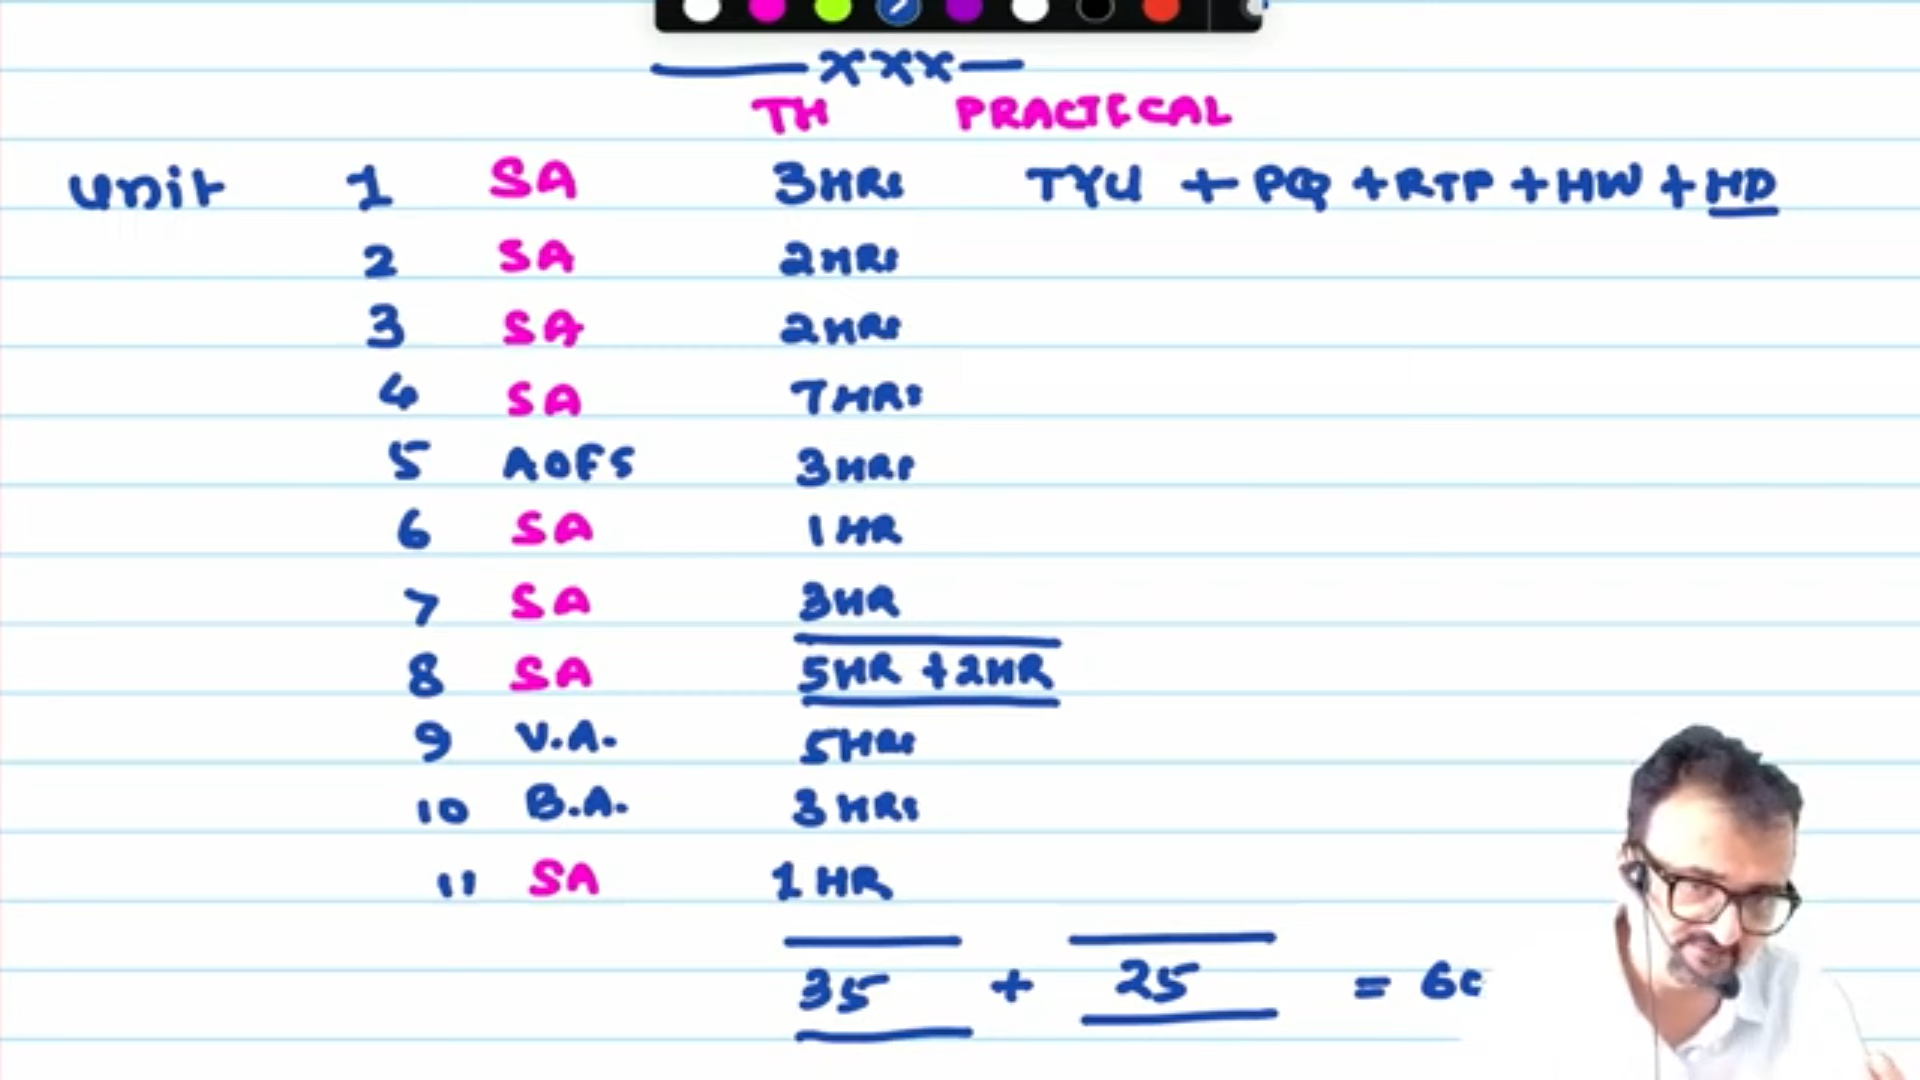 xxx
TH PRACTICAL
Unit 1 SA 3HRs TYU + PQ + RTP + HW + HD
2 SA 2HRs
3 SA 2HRs
4 SA 7HRs
5 AOFS 3HRs
6 SA 1HR
7 SA 3HR
8 SA 5HR + 2HR
9 V.A. 5HRs
10 B.A. 3HRs
11 SA 1HR
35 + 25 = 60